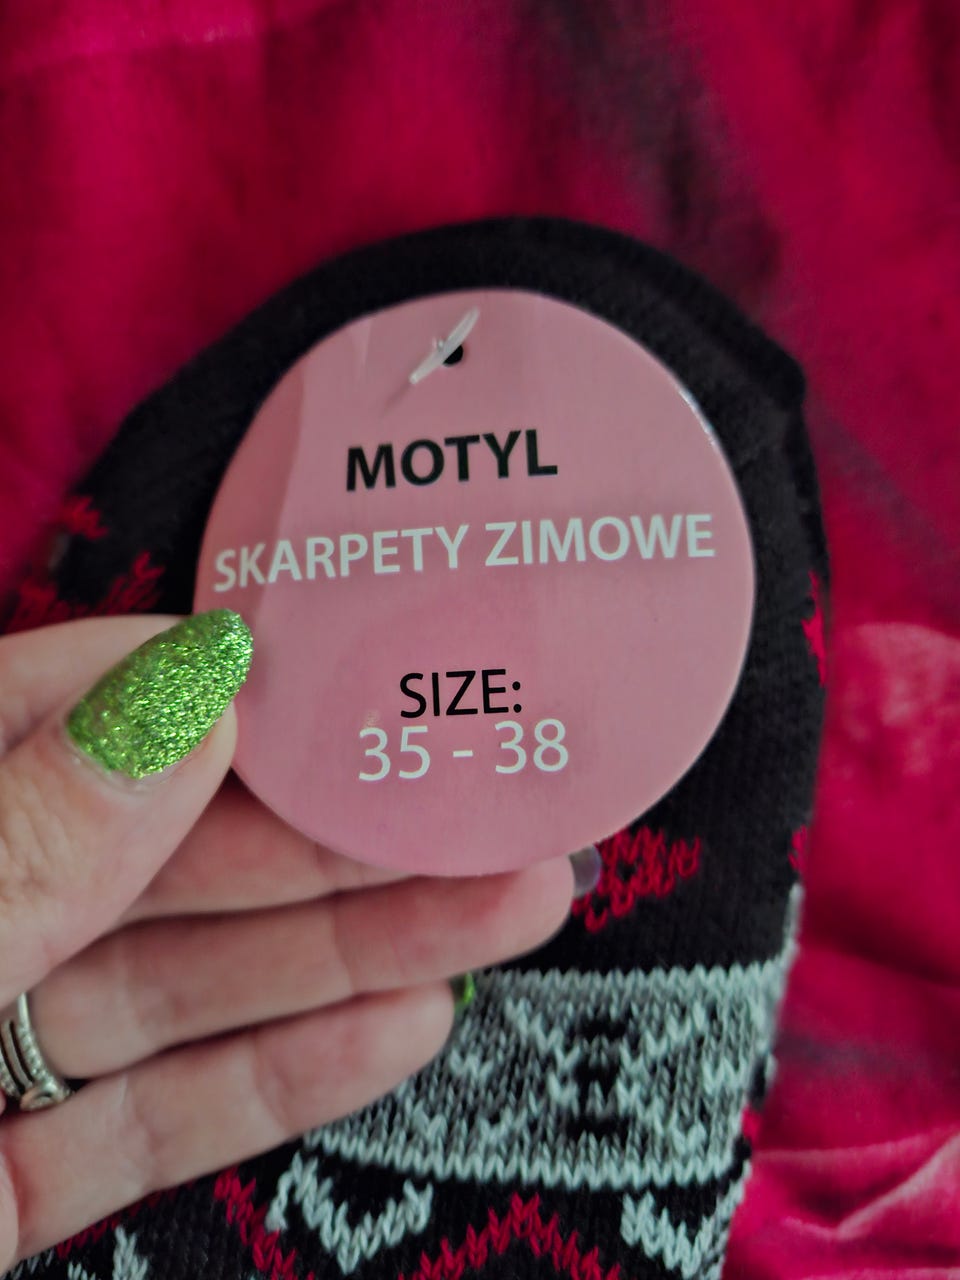 MOTYL
SKARPETY ZIMOWE
SIZE:
35 - 38